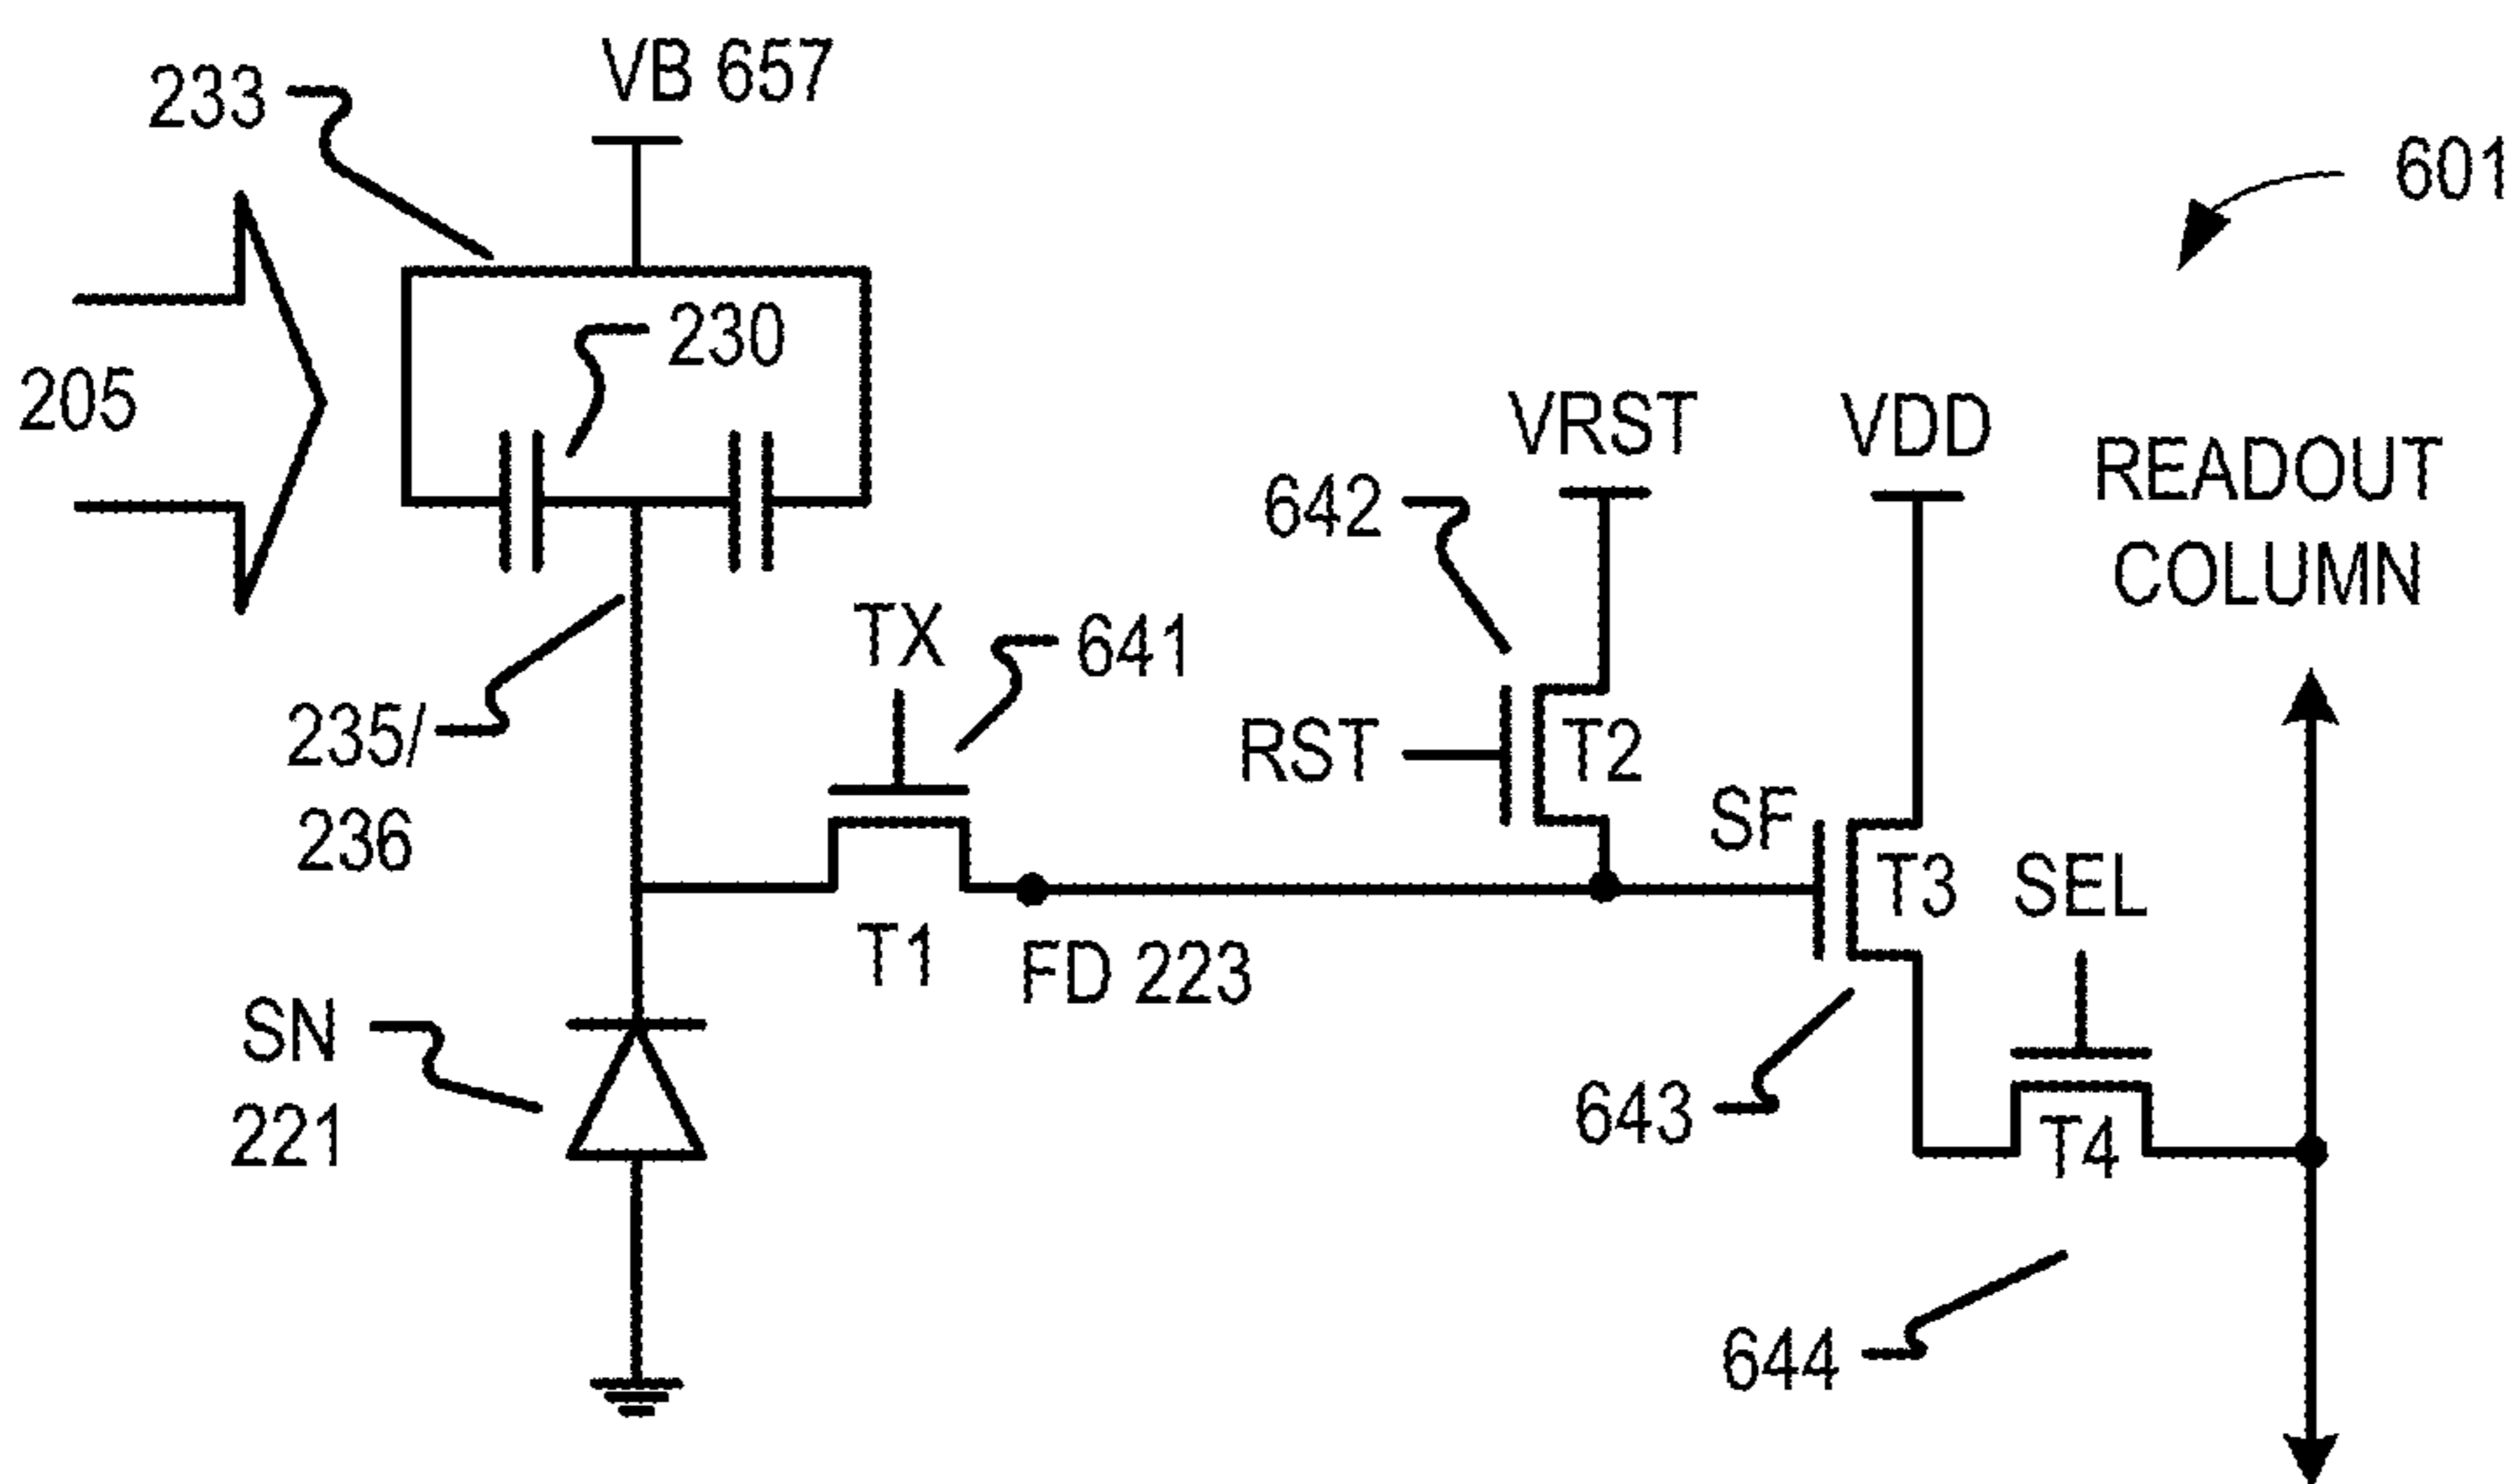 VB 657
233
601
230
205
VRST
VDD
READOUT
COLUMN
642
TX
641
235/
236
RST
T2
SF
T3
SEL
T1
FD 223
SN
221
643
T4
644